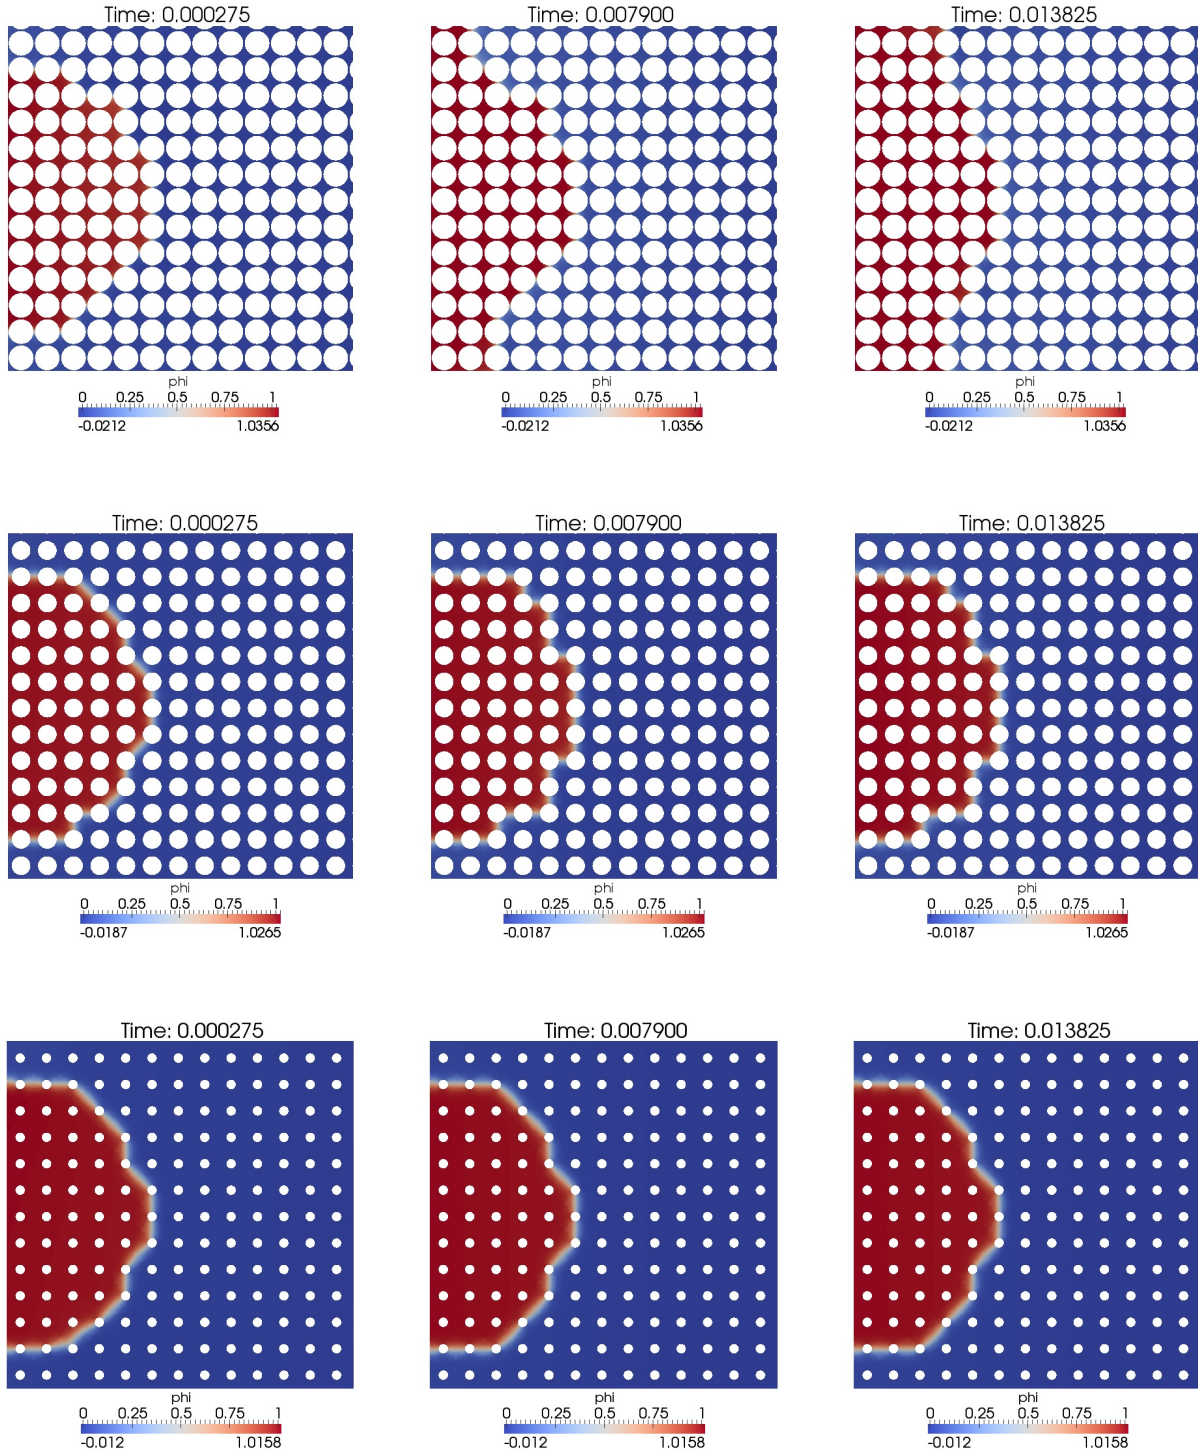 Time: 0.000275 Time: 0.007900 Time: 0.013825
phi phi phi
0 0.25 0.5 0.75 1 0 0.25 0.5 0.75 1 0 0.25 0.5 0.75 1
-0.0212 1.0356 -0.0212 1.0356 -0.0212 1.0356
Time: 0.000275 Time: 0.007900 Time: 0.013825
phi phi phi
0 0.25 0.5 0.75 1 0 0.25 0.5 0.75 1 0 0.25 0.5 0.75 1
-0.0187 1.0265 -0.0187 1.0265 -0.0187 1.0265
Time: 0.000275 Time: 0.007900 Time: 0.013825
phi phi phi
0 0.25 0.5 0.75 1 0 0.25 0.5 0.75 1 0 0.25 0.5 0.75 1
-0.012 1.0158 -0.012 1.0158 -0.012 1.0158